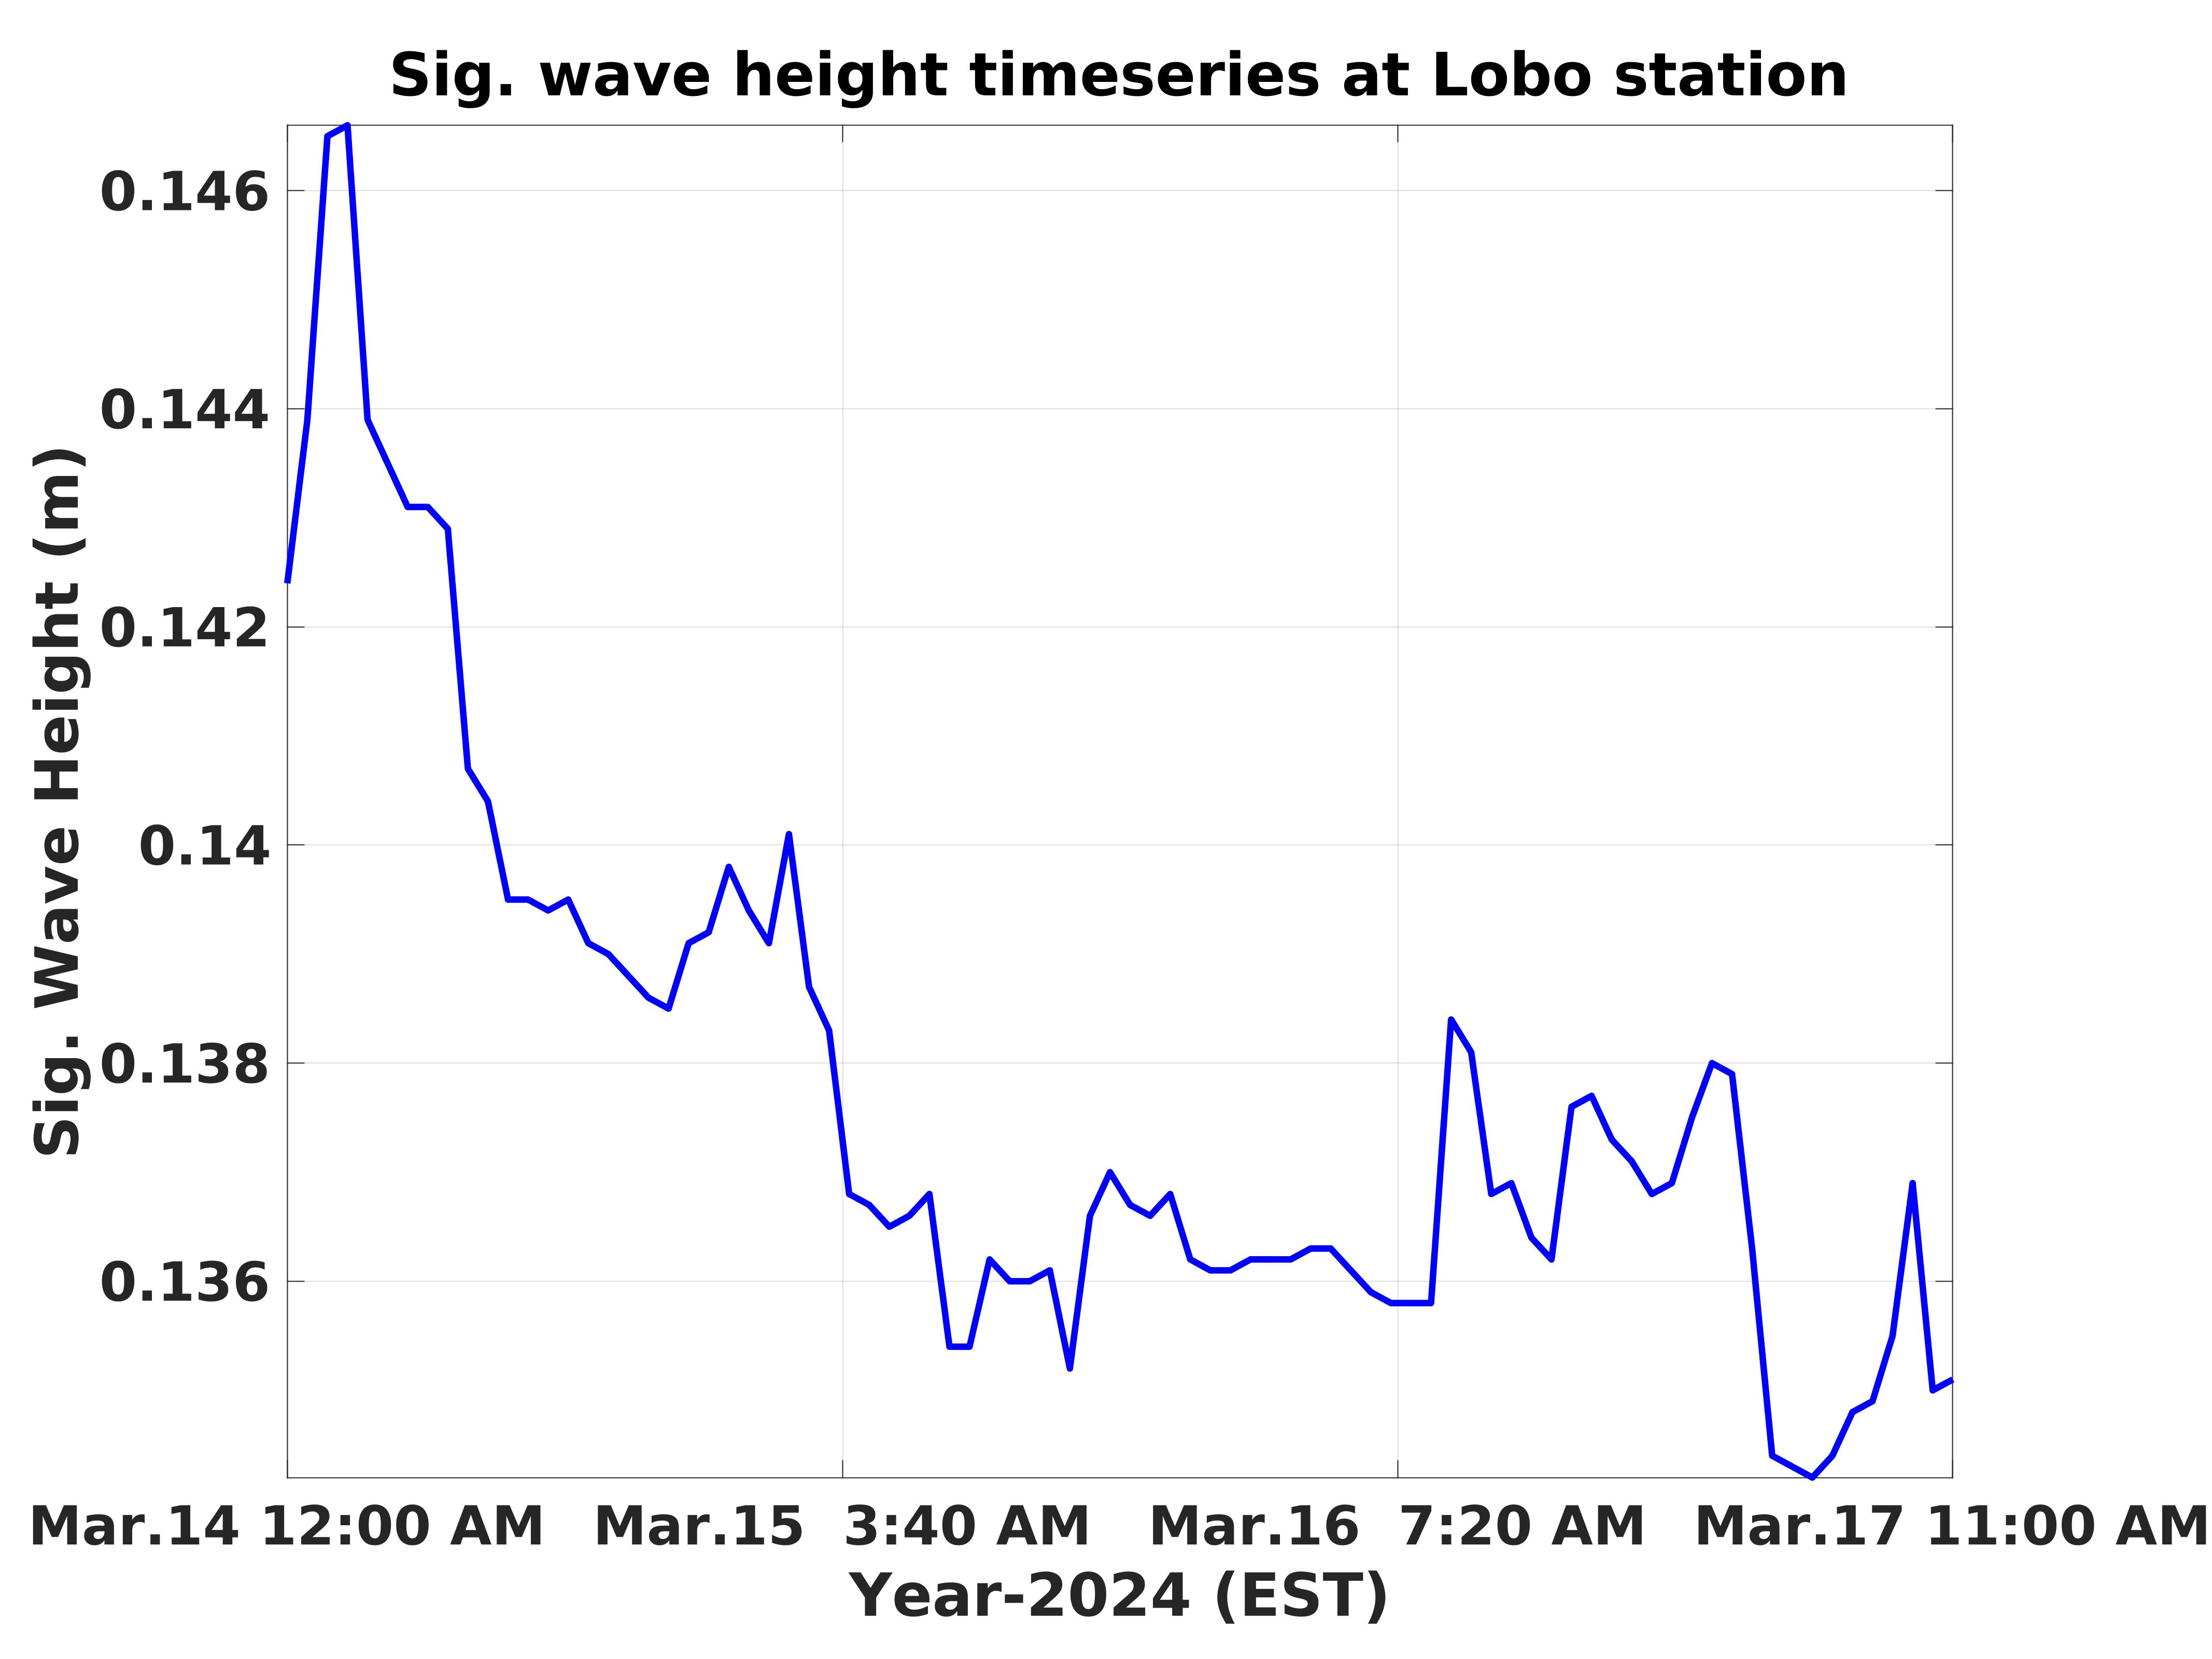 Sig. wave height timeseries at Lobo station
Sig. Wave Height (m)
0.146
0.144
0.142
0.14
0.138
0.136
Mar.14 12:00 AM Mar.15 3:40 AM Mar.16 7:20 AM Mar.17 11:00 AM
Year-2024 (EST)